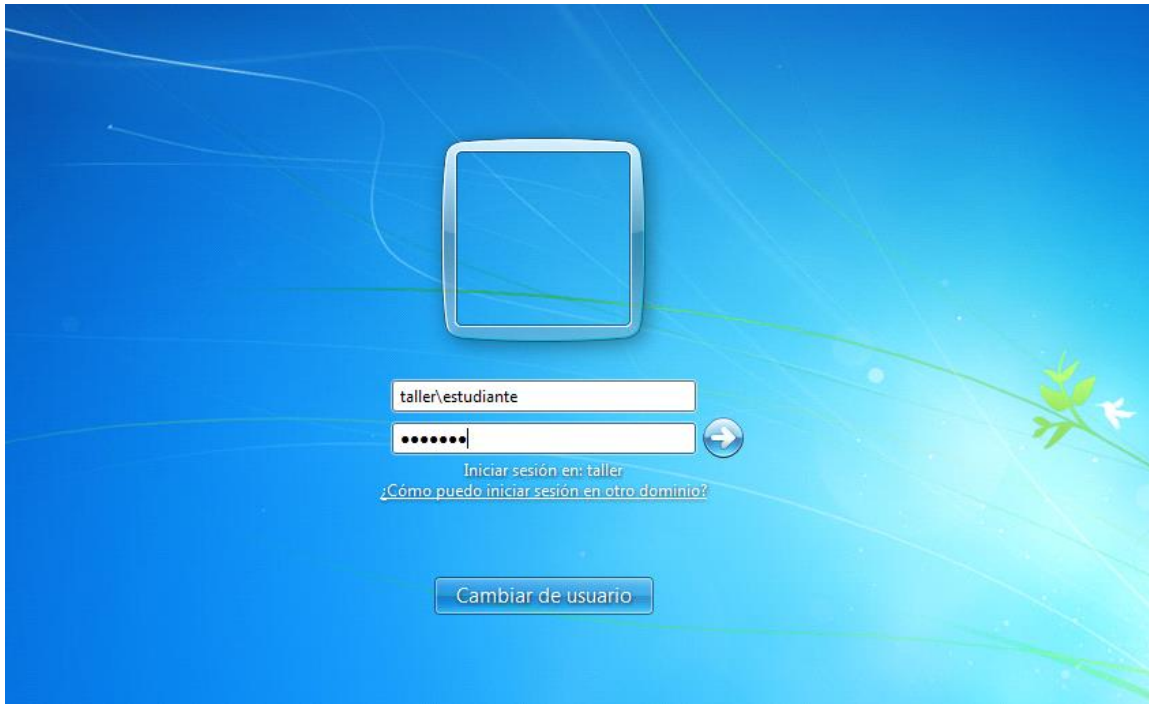 taller\estudiante
•••••••
Iniciar sesión en: taller
¿Cómo puedo iniciar sesión en otro dominio?
Cambiar de usuario